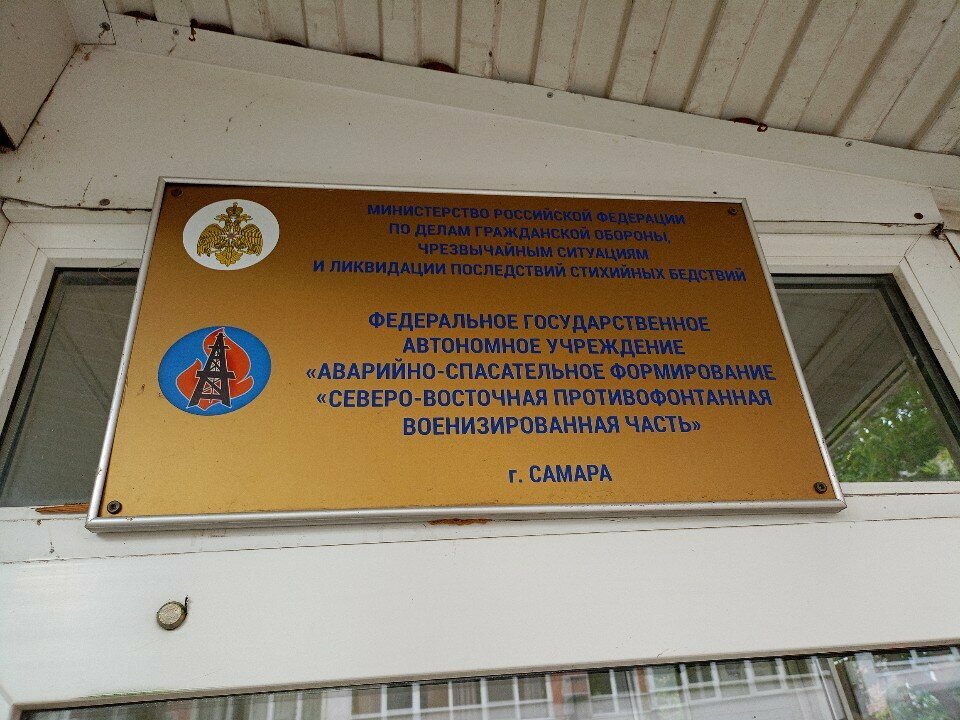 МИНИСТЕРСТВО РОССИЙСКОЙ ФЕДЕРАЦИИ
ПО ДЕЛАМ ГРАЖДАНСКОЙ ОБОРОНЫ,
ЧРЕЗВЫЧАЙНЫМ СИТУАЦИЯМ
И ЛИКВИДАЦИИ ПОСЛЕДСТВИЙ СТИХИЙНЫХ БЕДСТВИЙ
ФЕДЕРАЛЬНОЕ ГОСУДАРСТВЕННОЕ
АВТОНОМНОЕ УЧРЕЖДЕНИЕ
«АВАРИЙНО-СПАСАТЕЛЬНОЕ ФОРМИРОВАНИЕ
«СЕВЕРО-ВОСТОЧНАЯ ПРОТИВОФОНТАННАЯ
ВОЕНИЗИРОВАННАЯ ЧАСТЬ»
г. САМАРА